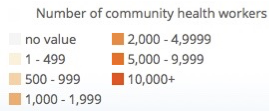 Number of community health workers
no value
1 - 499
500 - 999
1,000 - 1,999
2,000 - 4,9999
5,000 - 9,999
10,000+